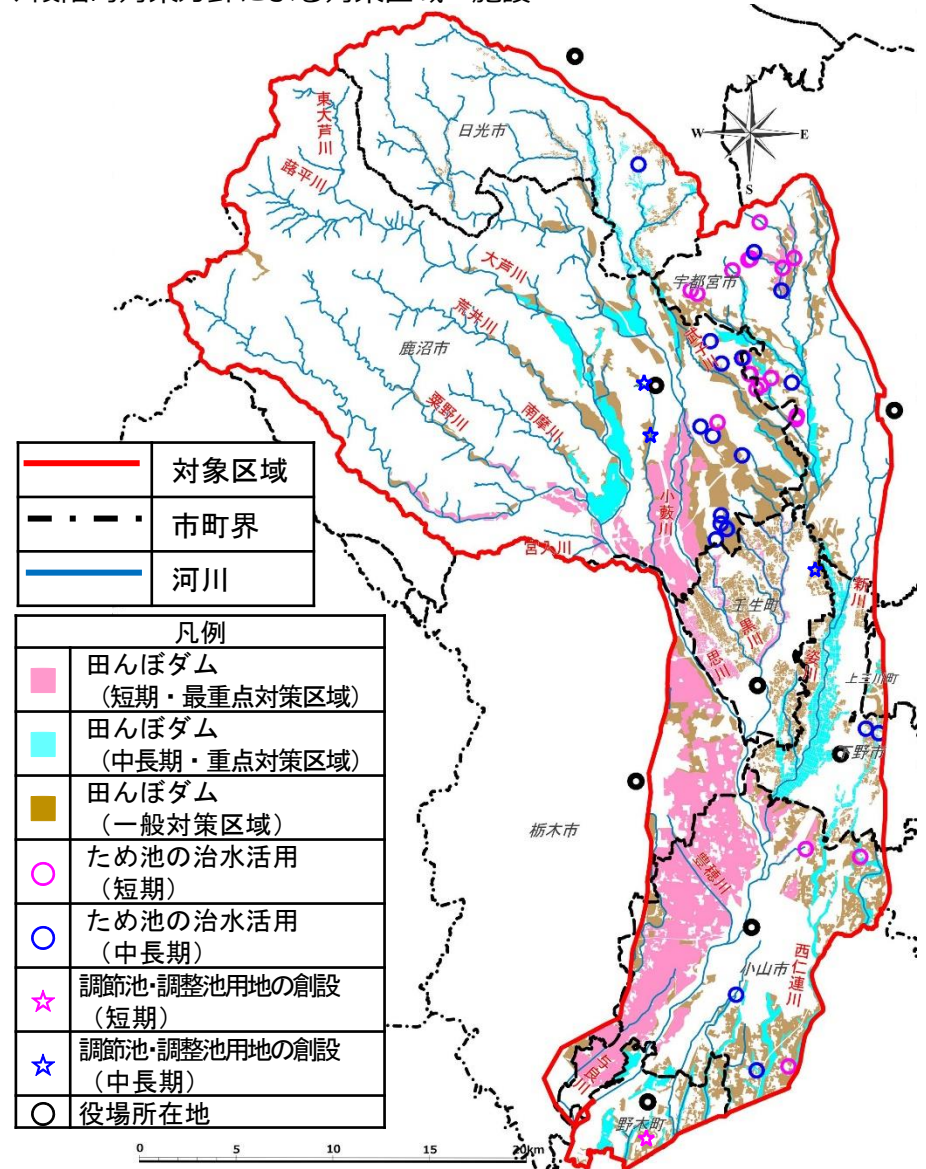 N
W
E
S
東大芦川
日光市
蕗平川
大芦川
宇都宮市
荒井川
鹿沼市
粟野川
南摩川
小藪川
宮入川
対象区域
市町界
河川
新川
壬生町
黒川
思川
姿川
上三川町
下野市
凡例
田んぼダム
(短期・最重点対策区域)
田んぼダム
(中長期・重点対策区域)
田んぼダム
(一般対策区域)
ため池の治水活用
(短期)
ため池の治水活用
(中長期)
調節池・調整池用地の創設
(短期)
調節池・調整池用地の創設
(中長期)
役場所在地
栃木市
豊穂川
小山市
西仁連川
与良川
野木町
0
5
10
15
20km